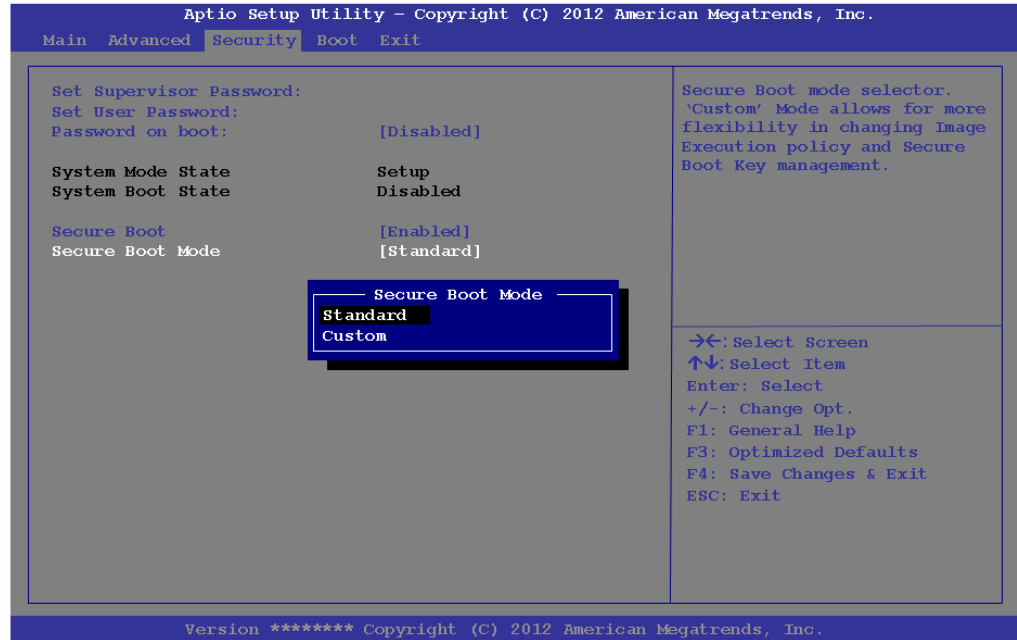 Aptio Setup Utility – Copyright (C) 2012 American Megatrends, Inc.
Main Advanced Security Boot Exit
Set Supervisor Password:
Set User Password:
Password on boot: [Disabled]
System Mode State Setup
System Boot State Disabled
Secure Boot [Enabled]
Secure Boot Mode [Standard]
Secure Boot Mode
Standard
Custom
Secure Boot mode selector.
‘Custom’ Mode allows for more
flexibility in changing Image
Execution policy and Secure
Boot Key management.
→←: Select Screen
↑↓: Select Item
Enter: Select
+/-: Change Opt.
F1: General Help
F3: Optimized Defaults
F4: Save Changes & Exit
ESC: Exit
Version ******** Copyright (C) 2012 American Megatrends, Inc.